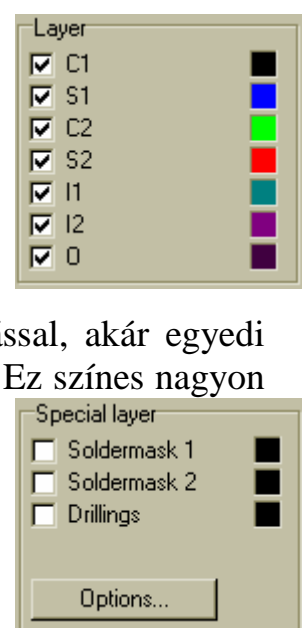 Layer
C1
S1
C2
S2
I1
I2
O
ással, akár egyedi
Ez színes nagyon
Special layer
Soldermask 1
Soldermask 2
Drillings
Options...